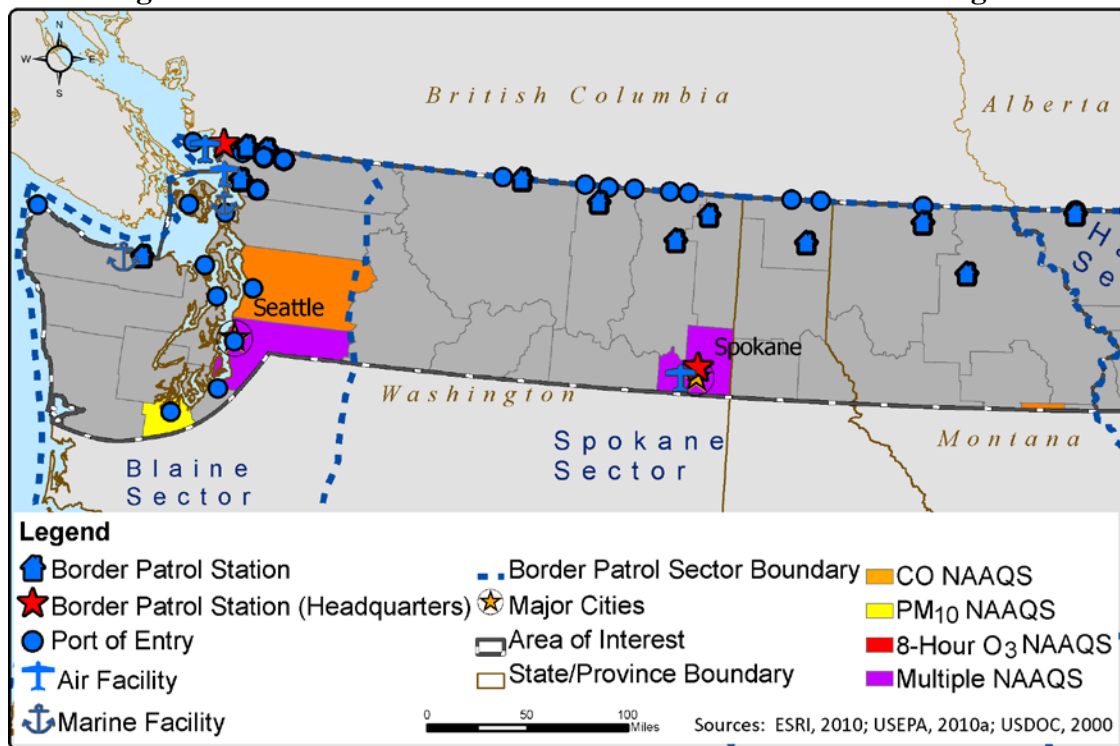 N
W E
S
British Columbia
Alberta
H
Se
Seattle
Spokane
Washington
Montana
Blaine
Sector
Spokane
Sector
Legend
Border Patrol Station
Border Patrol Station (Headquarters)
Port of Entry
Air Facility
Marine Facility
Border Patrol Sector Boundary
Major Cities
Area of Interest
State/Province Boundary
CO NAAQS
PM10 NAAQS
8-Hour O3 NAAQS
Multiple NAAQS
0 50 100
Miles
Sources: ESRI, 2010; USEPA, 2010a; USDOC, 2000